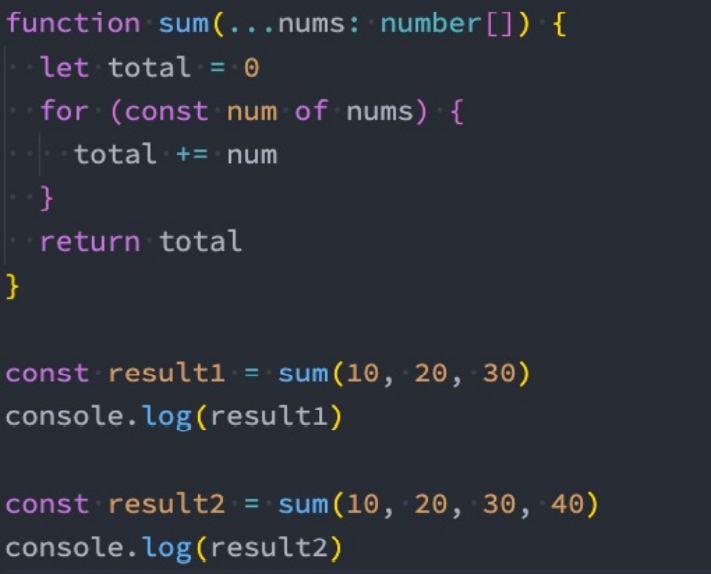 function sum(...nums: number[]) {
  let total = 0
  for (const num of nums) {
    total += num
  }
  return total
}

const result1 = sum(10, 20, 30)
console.log(result1)

const result2 = sum(10, 20, 30, 40)
console.log(result2)